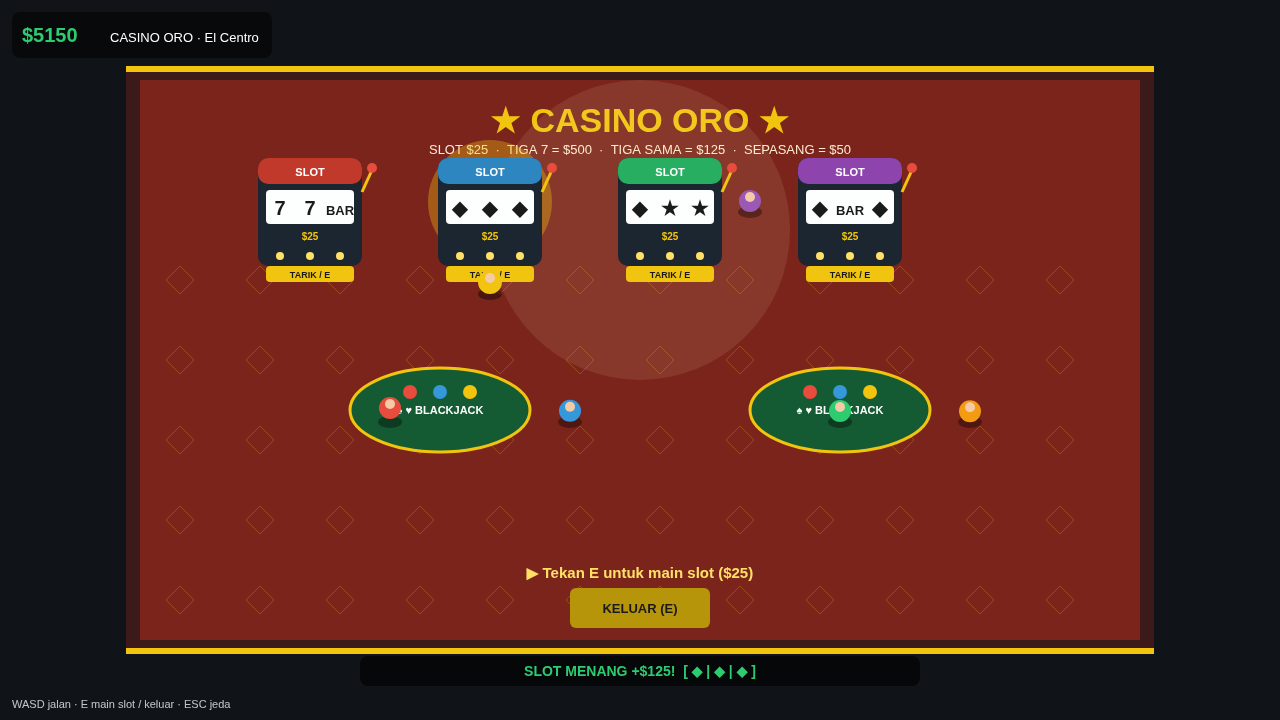 $5150 CASINO ORO · El Centro
★ CASINO ORO ★
SLOT $25 · TIGA 7 = $500 · TIGA SAMA = $125 · SEPASANG = $50
SLOT SLOT SLOT SLOT
7 7 BAR ◆ ◆ ◆ ◆ ★ ★ ◆ BAR ◆
$25 $25 $25 $25
TARIK / E / E TARIK / E TARIK / E
♥ BLACKJACK ♠ ♥
▶ Tekan E untuk main slot ($25)
KELUAR (E)
SLOT MENANG +$125! [ ◆ | ◆ | ◆ ]
WASD jalan · E main slot / keluar · ESC jeda